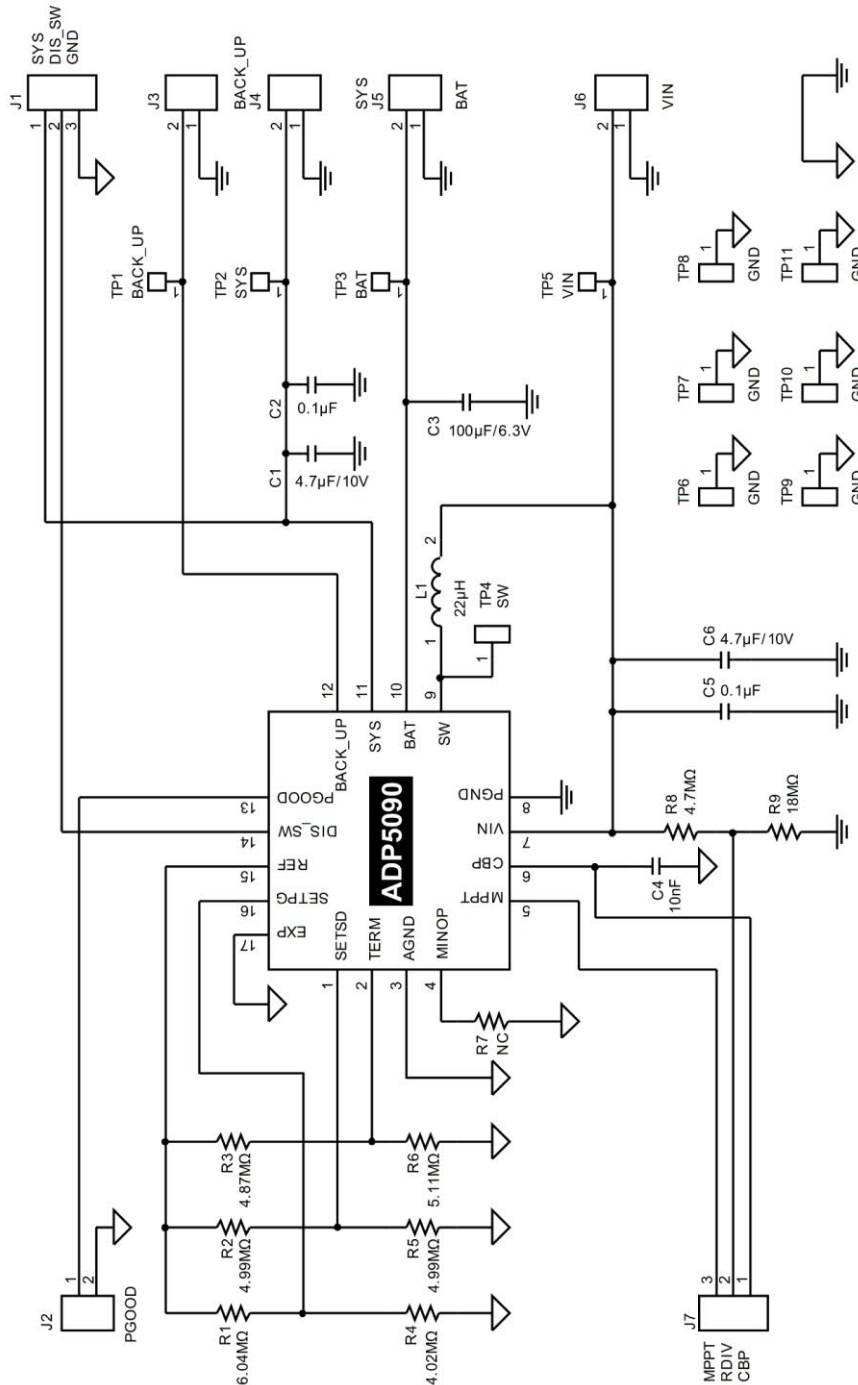 J2
1
2
PGOOD
R1
6.04MΩ
R2
4.99MΩ
R3
4.87MΩ
R4
4.02MΩ
R5
4.99MΩ
R6
5.11MΩ
R7
NC
J7
MPPT
RDIV
CBP
3
2
1
ADP5090
17
EXP
16
SETPG
15
REF
14
DIS_SW
13
PGOOD
1
SETSD
2
TERM
3
AGND
4
MINOP
BACK_UP
12
SYS
11
BAT
10
SW
9
MPPT
5
CBP
6
VIN
7
PGND
8
C4
10nF
R8
4.7MΩ
R9
18MΩ
C5
0.1µF
C6
4.7µF/10V
L1
22µH
1
2
TP4
SW
1
C1
4.7µF/10V
C2
0.1µF
C3
100µF/6.3V
TP1
BACK_UP
1
TP2
SYS
1
TP3
BAT
1
TP5
VIN
1
J1
SYS
DIS_SW
GND
1
2
3
J3
2
1
BACK_UP
J4
2
1
SYS
J5
2
1
BAT
J6
2
1
VIN
TP6
1
GND
TP7
1
GND
TP8
1
GND
TP9
1
GND
TP10
1
GND
TP11
1
GND